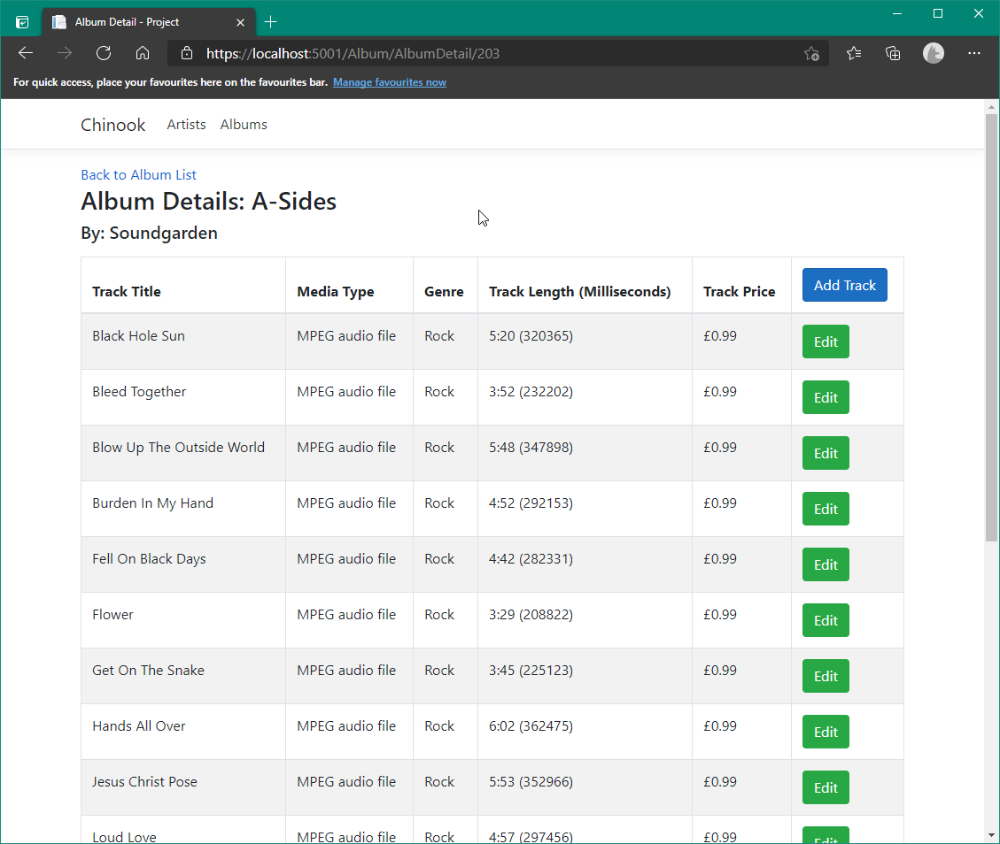 Album Detail - Project
https://localhost:5001/Album/AlbumDetail/203
For quick access, place your favourites here on the favourites bar. Manage favourites now
Chinook Artists Albums
Back to Album List
Album Details: A-Sides
By: Soundgarden
Track Title Media Type Genre Track Length (Milliseconds) Track Price Add Track
Black Hole Sun MPEG audio file Rock 5:20 (320365) £0.99 Edit
Bleed Together MPEG audio file Rock 3:52 (232202) £0.99 Edit
Blow Up The Outside World MPEG audio file Rock 5:48 (347898) £0.99 Edit
Burden In My Hand MPEG audio file Rock 4:52 (292153) £0.99 Edit
Fell On Black Days MPEG audio file Rock 4:42 (282331) £0.99 Edit
Flower MPEG audio file Rock 3:29 (208822) £0.99 Edit
Get On The Snake MPEG audio file Rock 3:45 (225123) £0.99 Edit
Hands All Over MPEG audio file Rock 6:02 (362475) £0.99 Edit
Jesus Christ Pose MPEG audio file Rock 5:53 (352966) £0.99 Edit
Loud Love MPEG audio file Rock 4:57 (297456) £0.99 Edit